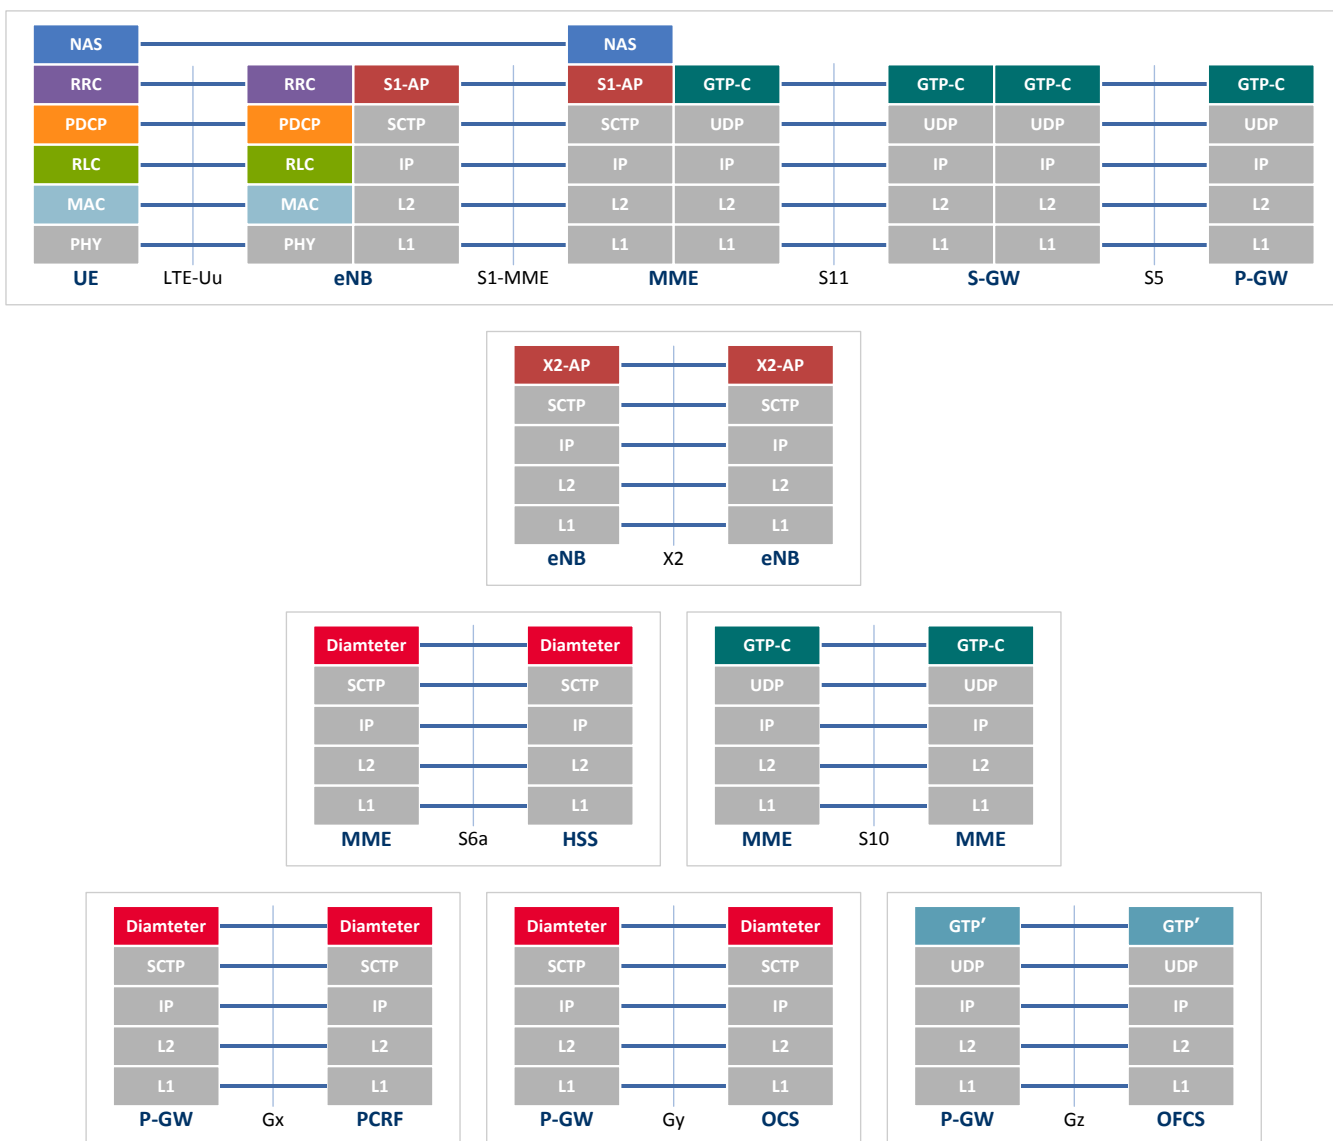 NAS NAS
RRC RRC S1-AP S1-AP GTP-C GTP-C GTP-C GTP-C
PDCP PDCP SCTP SCTP UDP UDP UDP UDP
RLC RLC IP IP IP IP IP IP
MAC MAC L2 L2 L2 L2 L2 L2
PHY PHY L1 L1 L1 L1 L1 L1
UE LTE-Uu eNB S1-MME MME S11 S-GW S5 P-GW
X2-AP X2-AP
SCTP SCTP
IP IP
L2 L2
L1 L1
eNB X2 eNB
Diamteter Diamteter
SCTP SCTP
IP IP
L2 L2
L1 L1
MME S6a HSS
GTP-C GTP-C
UDP UDP
IP IP
L2 L2
L1 L1
MME S10 MME
Diamteter Diamteter
SCTP SCTP
IP IP
L2 L2
L1 L1
P-GW Gx PCRF
Diamteter Diamteter
SCTP SCTP
IP IP
L2 L2
L1 L1
P-GW Gy OCS
GTP′ GTP′
UDP UDP
IP IP
L2 L2
L1 L1
P-GW Gz OFCS